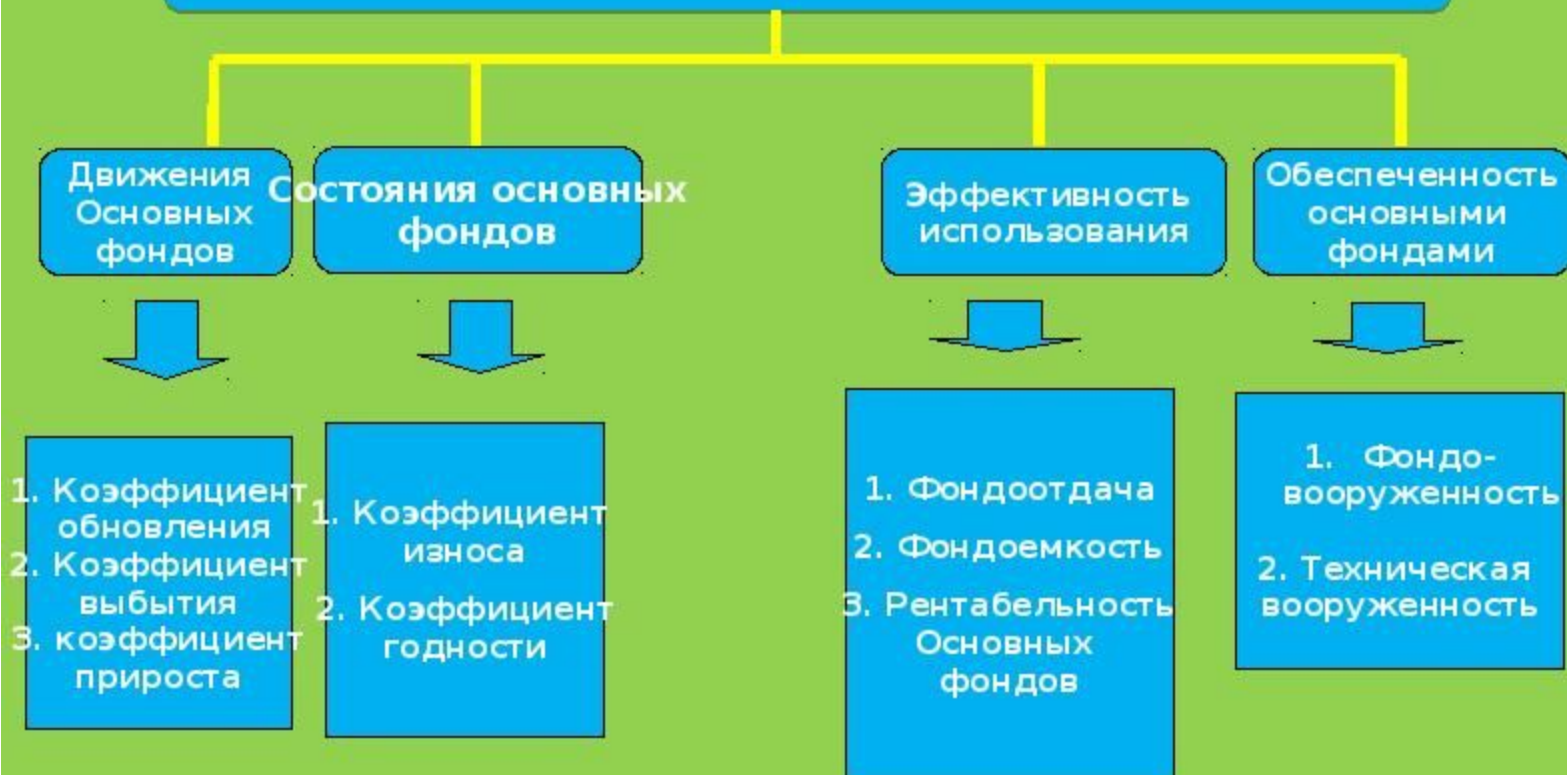 Движения
Основных
фондов
Состояния основных
фондов
Эффективность
использования
Обеспеченность
основными
фондами
1. Коэффициент
обновления
2. Коэффициент
выбытия
3. коэффициент
прироста
1. Коэффициент
износа
2. Коэффициент
годности
1. Фондоотдача
2. Фондоемкость
3. Рентабельность
Основных
фондов
1. Фондо-
вооруженность
2. Техническая
вооруженность